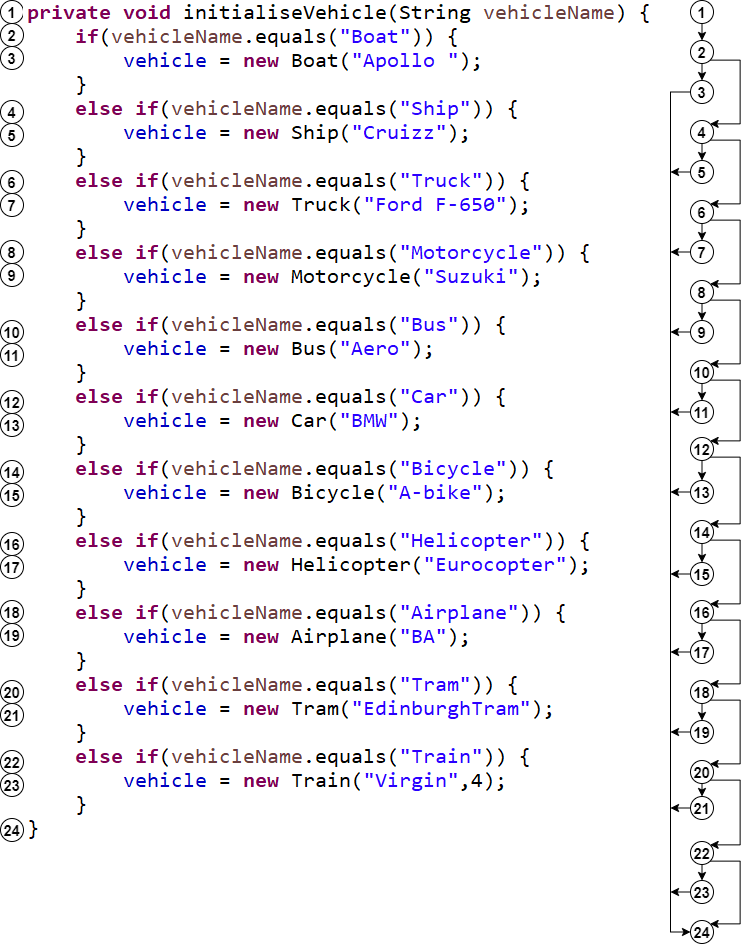 1 private void initialiseVehicle(String vehicleName) {
2 if(vehicleName.equals("Boat")) {
3 vehicle = new Boat("Apollo ");
}
4 else if(vehicleName.equals("Ship")) {
5 vehicle = new Ship("Cruizz");
}
6 else if(vehicleName.equals("Truck")) {
7 vehicle = new Truck("Ford F-650");
}
8 else if(vehicleName.equals("Motorcycle")) {
9 vehicle = new Motorcycle("Suzuki");
}
10 else if(vehicleName.equals("Bus")) {
11 vehicle = new Bus("Aero");
}
12 else if(vehicleName.equals("Car")) {
13 vehicle = new Car("BMW");
}
14 else if(vehicleName.equals("Bicycle")) {
15 vehicle = new Bicycle("A-bike");
}
16 else if(vehicleName.equals("Helicopter")) {
17 vehicle = new Helicopter("Eurocopter");
}
18 else if(vehicleName.equals("Airplane")) {
19 vehicle = new Airplane("BA");
}
20 else if(vehicleName.equals("Tram")) {
21 vehicle = new Tram("EdinburghTram");
}
22 else if(vehicleName.equals("Train")) {
23 vehicle = new Train("Virgin",4);
}
24 }
1
2
3
4
5
6
7
8
9
10
11
12
13
14
15
16
17
18
19
20
21
22
23
24